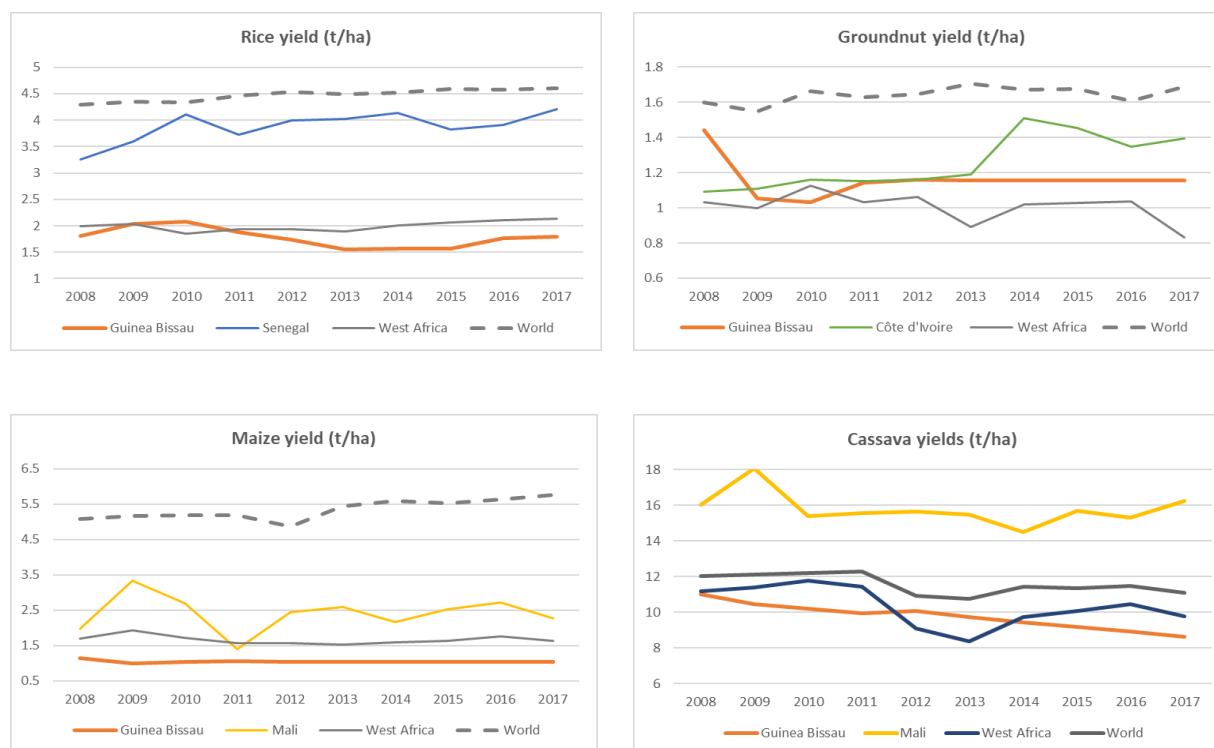 Rice yield (t/ha)
5
4.5
4
3.5
3
2.5
2
1.5
1
2008 2009 2010 2011 2012 2013 2014 2015 2016 2017
Guinea Bissau Senegal West Africa World
Groundnut yield (t/ha)
1.8
1.6
1.4
1.2
1
0.8
0.6
2008 2009 2010 2011 2012 2013 2014 2015 2016 2017
Guinea Bissau Côte d'Ivoire West Africa World
Maize yield (t/ha)
6.5
5.5
4.5
3.5
2.5
1.5
0.5
2008 2009 2010 2011 2012 2013 2014 2015 2016 2017
Guinea Bissau Mali West Africa World
Cassava yields (t/ha)
18
16
14
12
10
8
6
2008 2009 2010 2011 2012 2013 2014 2015 2016 2017
Guinea Bissau Mali West Africa World